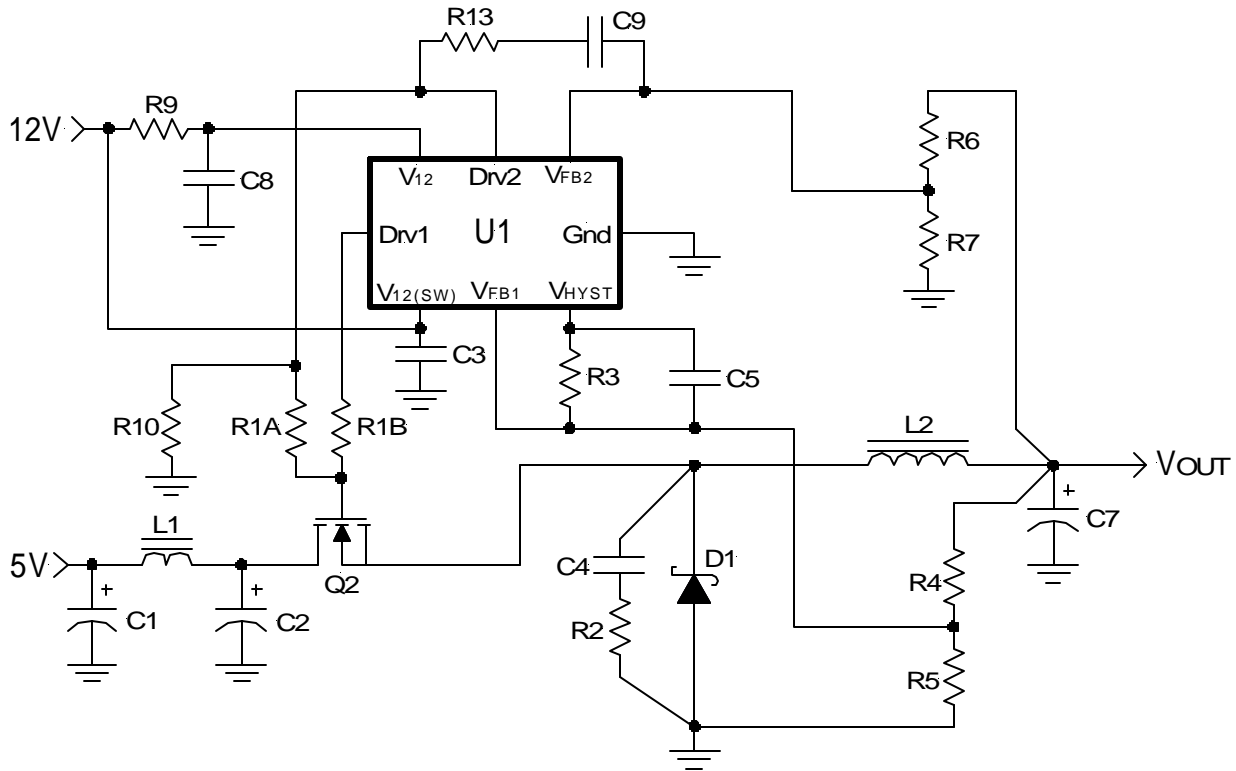 R13
C9
12V
R9
C8
V12
Drv2
VFB2
Drv1
U1
Gnd
V12(SW)
VFB1
VHYST
R6
R7
C3
R3
C5
R10
R1A
R1B
L2
VOUT
C7
L1
5V
C1
C2
Q2
C4
D1
R2
R4
R5
+
+
+